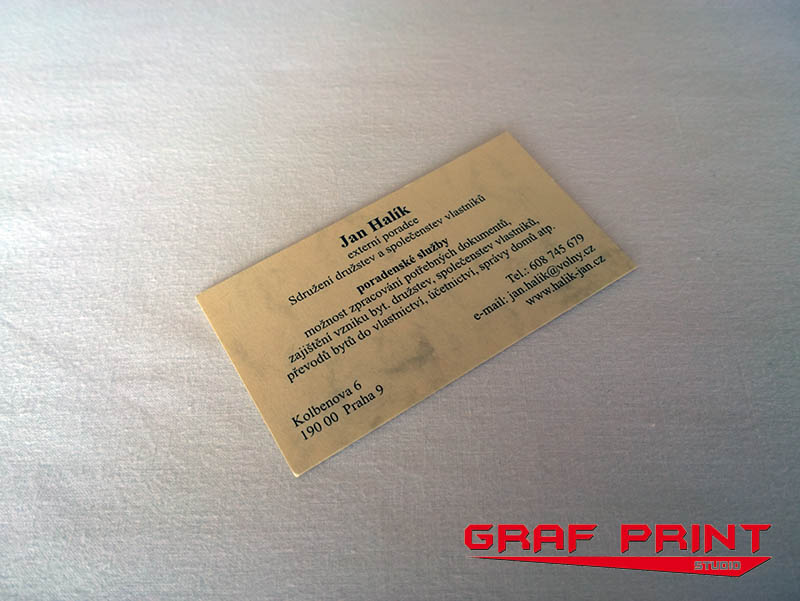 Jan Halík
externí poradce
Sdružení družstev a společenstev vlastníků
poradenské služby
možnost zpracování potřebných dokumentů,
zajištění vzniku byt. družstev, společenstev vlastníků,
převodů bytů do vlastnictví, účetnictví, správy domů atp.
Tel.: 608 745 679
e-mail: jan.halik@volny.cz
www.halik-jan.cz
Kolbenova 6
190 00 Praha 9
GRAF PRINT
STUDIO